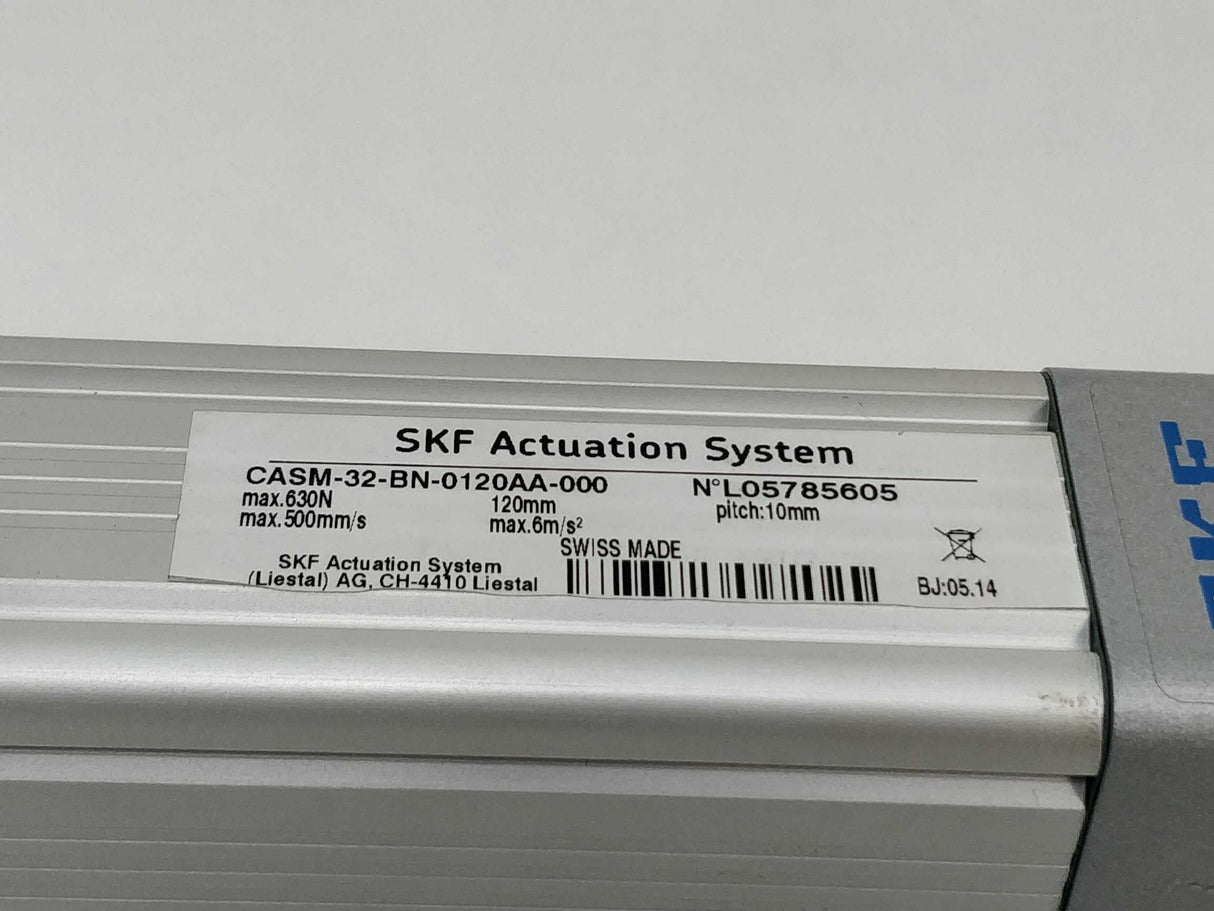 SKF Actuation System
CASM-32-BN-0120AA-000 N°L05785605
max.630N 120mm pitch:10mm
max.500mm/s max.6m/s²
SWISS MADE
SKF Actuation System
(Liestal) AG, CH-4410 Liestal
BJ:05.14
SKF